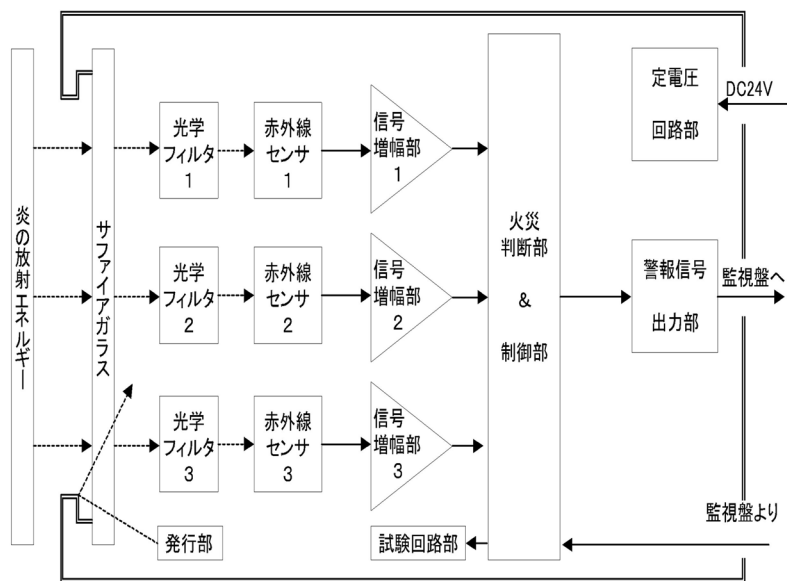 炎の放射エネルギー
サファイアガラス
光学
フィルタ
1
赤外線
センサ
1
信号
増幅部
1
光学
フィルタ
2
赤外線
センサ
2
信号
増幅部
2
光学
フィルタ
3
赤外線
センサ
3
信号
増幅部
3
発行部
試験回路部
火災
判断部
&
制御部
定電圧
回路部
DC24V
警報信号
出力部
監視盤へ
監視盤より